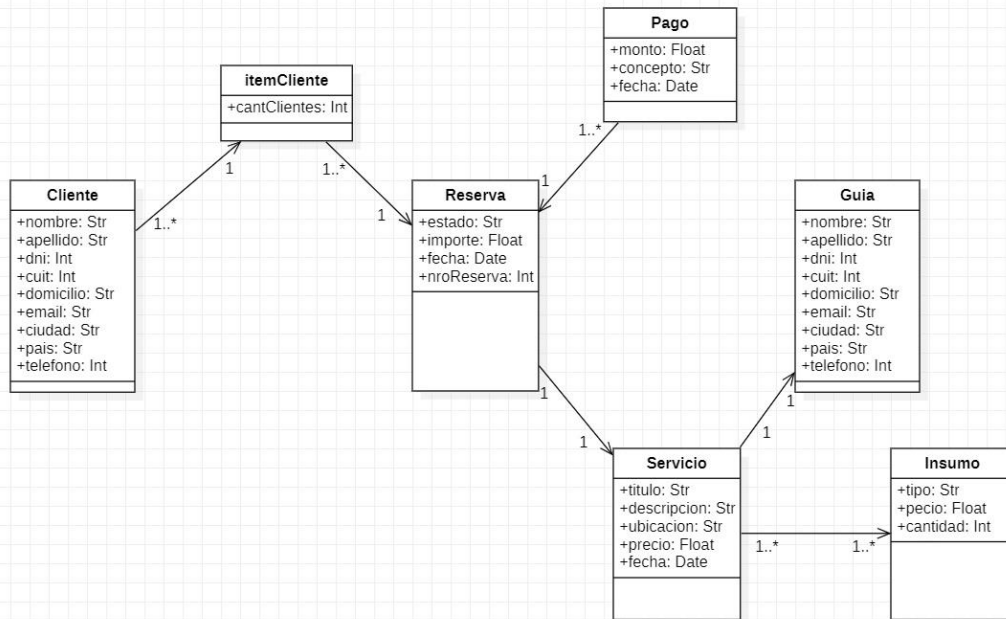 Pago
+monto: Float
+concepto: Str
+fecha: Date
itemCliente
+cantClientes: Int
1..*
1
1..*
1
1
1..*
Cliente
+nombre: Str
+apellido: Str
+dni: Int
+cuit: Int
+domicilio: Str
+email: Str
+ciudad: Str
+pais: Str
+telefono: Int
Reserva
+estado: Str
+importe: Float
+fecha: Date
+nroReserva: Int
Guia
+nombre: Str
+apellido: Str
+dni: Int
+cuit: Int
+domicilio: Str
+email: Str
+ciudad: Str
+pais: Str
+telefono: Int
1
1
1
1
Servicio
+titulo: Str
+descripcion: Str
+ubicacion: Str
+precio: Float
+fecha: Date
1..*
1..*
Insumo
+tipo: Str
+pecio: Float
+cantidad: Int